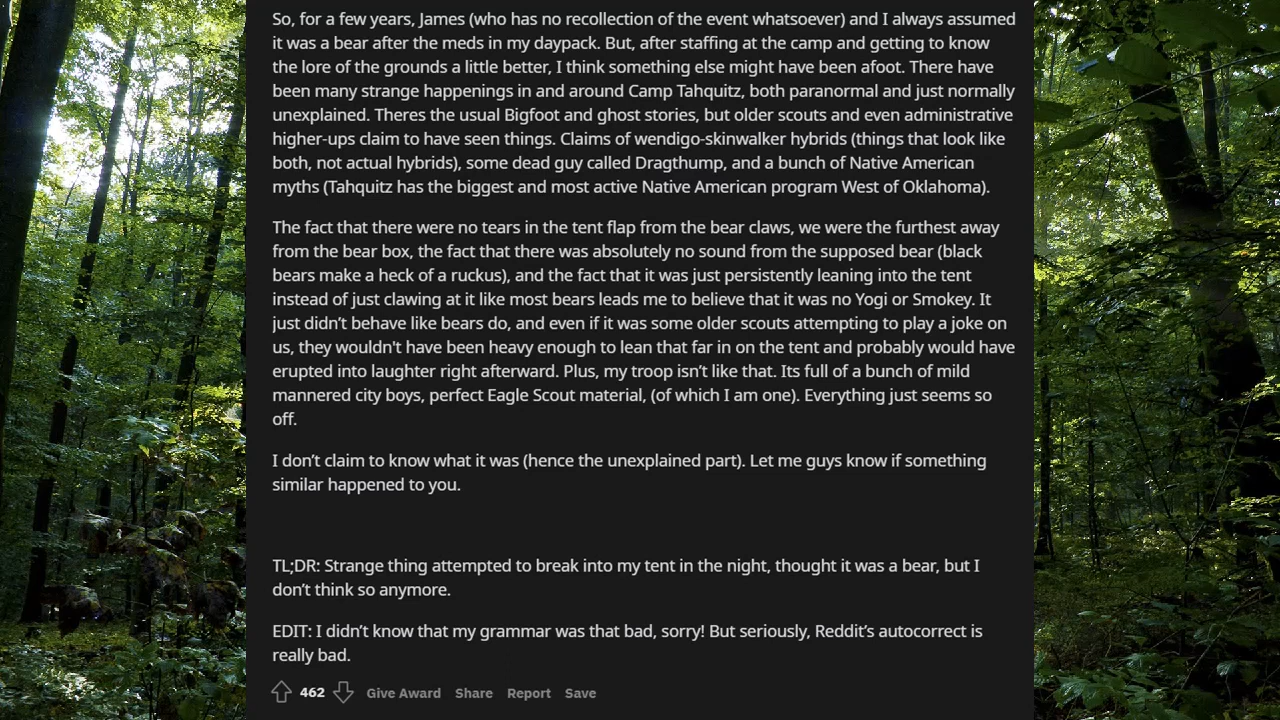 So, for a few years, James (who has no recollection of the event whatsoever) and I always assumed
it was a bear after the meds in my daypack. But, after staffing at the camp and getting to know
the lore of the grounds a little better, I think something else might have been afoot. There have
been many strange happenings in and around Camp Tahquitz, both paranormal and just normally
unexplained. Theres the usual Bigfoot and ghost stories, but older scouts and even administrative
higher-ups claim to have seen things. Claims of wendigo-skinwalker hybrids (things that look like
both, not actual hybrids), some dead guy called Dragthump, and a bunch of Native American
myths (Tahquitz has the biggest and most active Native American program West of Oklahoma).
The fact that there were no tears in the tent flap from the bear claws, we were the furthest away
from the bear box, the fact that there was absolutely no sound from the supposed bear (black
bears make a heck of a ruckus), and the fact that it was just persistently leaning into the tent
instead of just clawing at it like most bears leads me to believe that it was no Yogi or Smokey. It
just didn’t behave like bears do, and even if it was some older scouts attempting to play a joke on
us, they wouldn't have been heavy enough to lean that far in on the tent and probably would have
erupted into laughter right afterward. Plus, my troop isn’t like that. Its full of a bunch of mild
mannered city boys, perfect Eagle Scout material, (of which I am one). Everything just seems so
off.
I don’t claim to know what it was (hence the unexplained part). Let me guys know if something
similar happened to you.
TL;DR: Strange thing attempted to break into my tent in the night, thought it was a bear, but I
don’t think so anymore.
EDIT: I didn’t know that my grammar was that bad, sorry! But seriously, Reddit’s autocorrect is
really bad.
462 Give Award Share Report Save